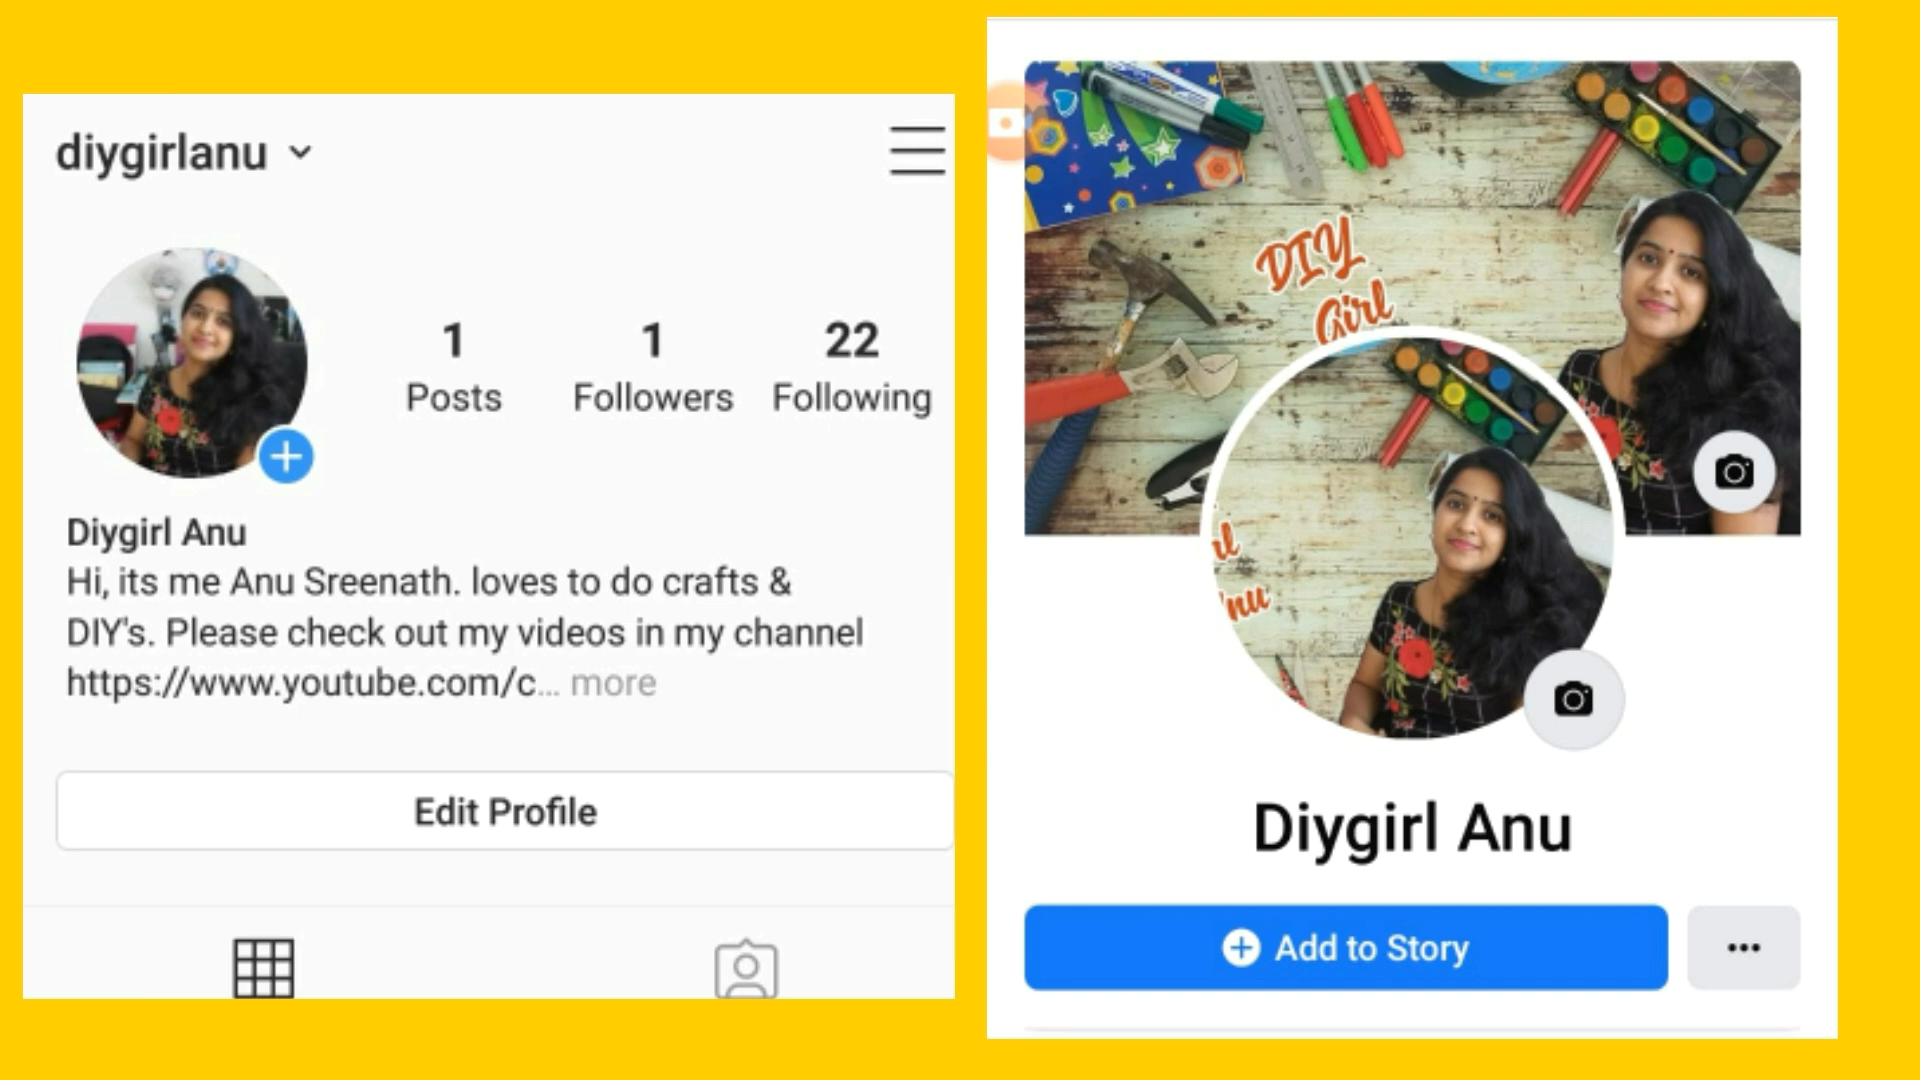 diygirlanu
1
Posts
1
Followers
22
Following
Diygirl Anu
Hi, its me Anu Sreenath. loves to do crafts &
DIY's. Please check out my videos in my channel
https://www.youtube.com/c... more
Edit Profile
DIY
Girl
rl
nu
Diygirl Anu
Add to Story